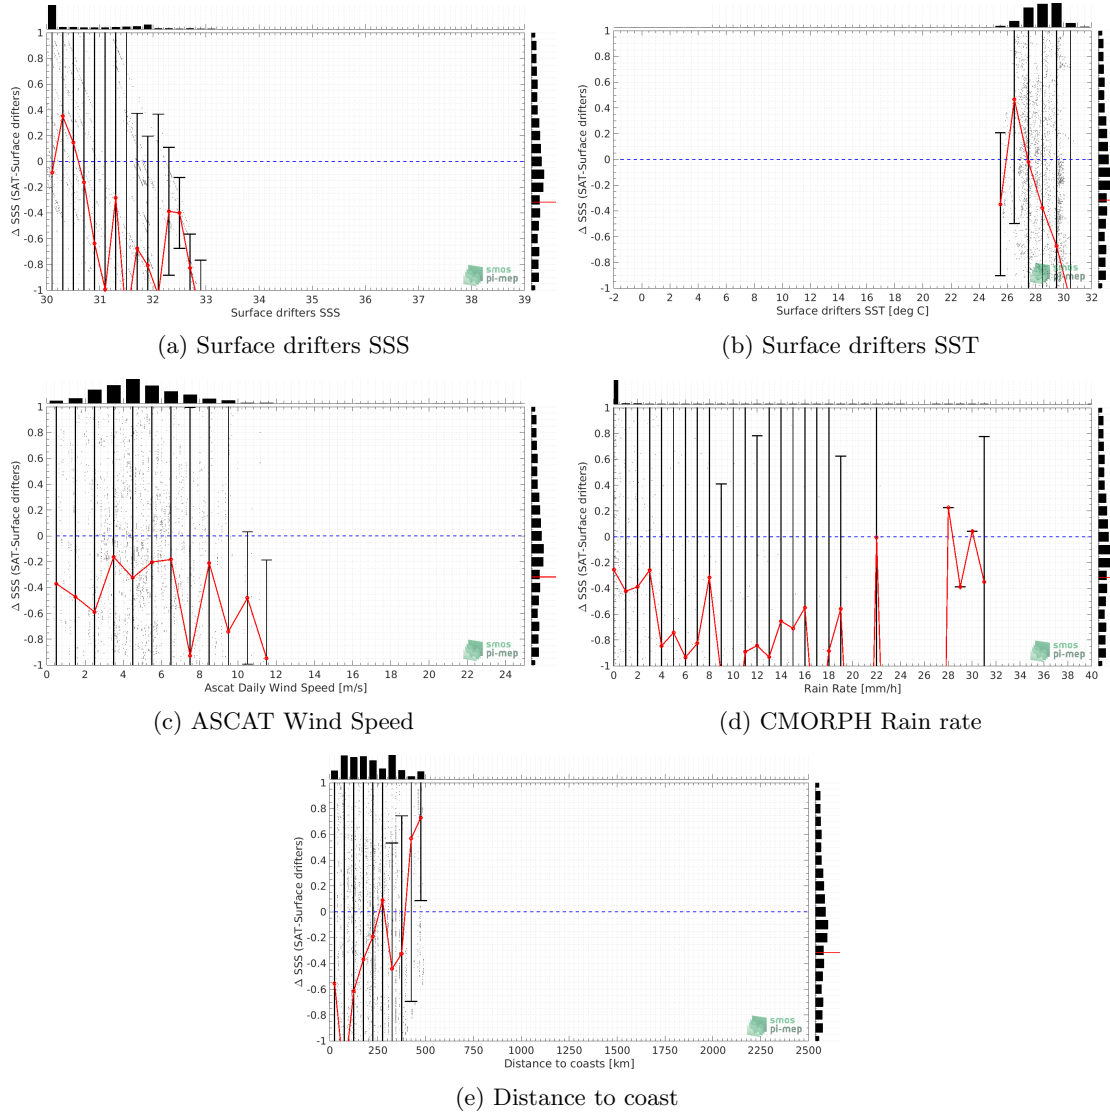 1
0.8
0.6
0.4
0.2
0
-0.2
-0.4
-0.6
-0.8
-1
Δ SSS (SAT-Surface drifters)
30 31 32 33 34 35 36 37 38 39
Surface drifters SSS
smos
pi-mep
(a) Surface drifters SSS
1
0.8
0.6
0.4
0.2
0
-0.2
-0.4
-0.6
-0.8
-1
Δ SSS (SAT-Surface drifters)
-2 0 2 4 6 8 10 12 14 16 18 20 22 24 26 28 30 32
Surface drifters SST [deg C]
smos
pi-mep
(b) Surface drifters SST
1
0.8
0.6
0.4
0.2
0
-0.2
-0.4
-0.6
-0.8
-1
Δ SSS (SAT-Surface drifters)
0 2 4 6 8 10 12 14 16 18 20 22 24
Ascat Daily Wind Speed [m/s]
smos
pi-mep
(c) ASCAT Wind Speed
1
0.8
0.6
0.4
0.2
0
-0.2
-0.4
-0.6
-0.8
-1
Δ SSS (SAT-Surface drifters)
0 2 4 6 8 10 12 14 16 18 20 22 24 26 28 30 32 34 36 38 40
Rain Rate [mm/h]
smos
pi-mep
(d) CMORPH Rain rate
1
0.8
0.6
0.4
0.2
0
-0.2
-0.4
-0.6
-0.8
-1
Δ SSS (SAT-Surface drifters)
0 250 500 750 1000 1250 1500 1750 2000 2250 2500
Distance to coasts [km]
smos
pi-mep
(e) Distance to coast